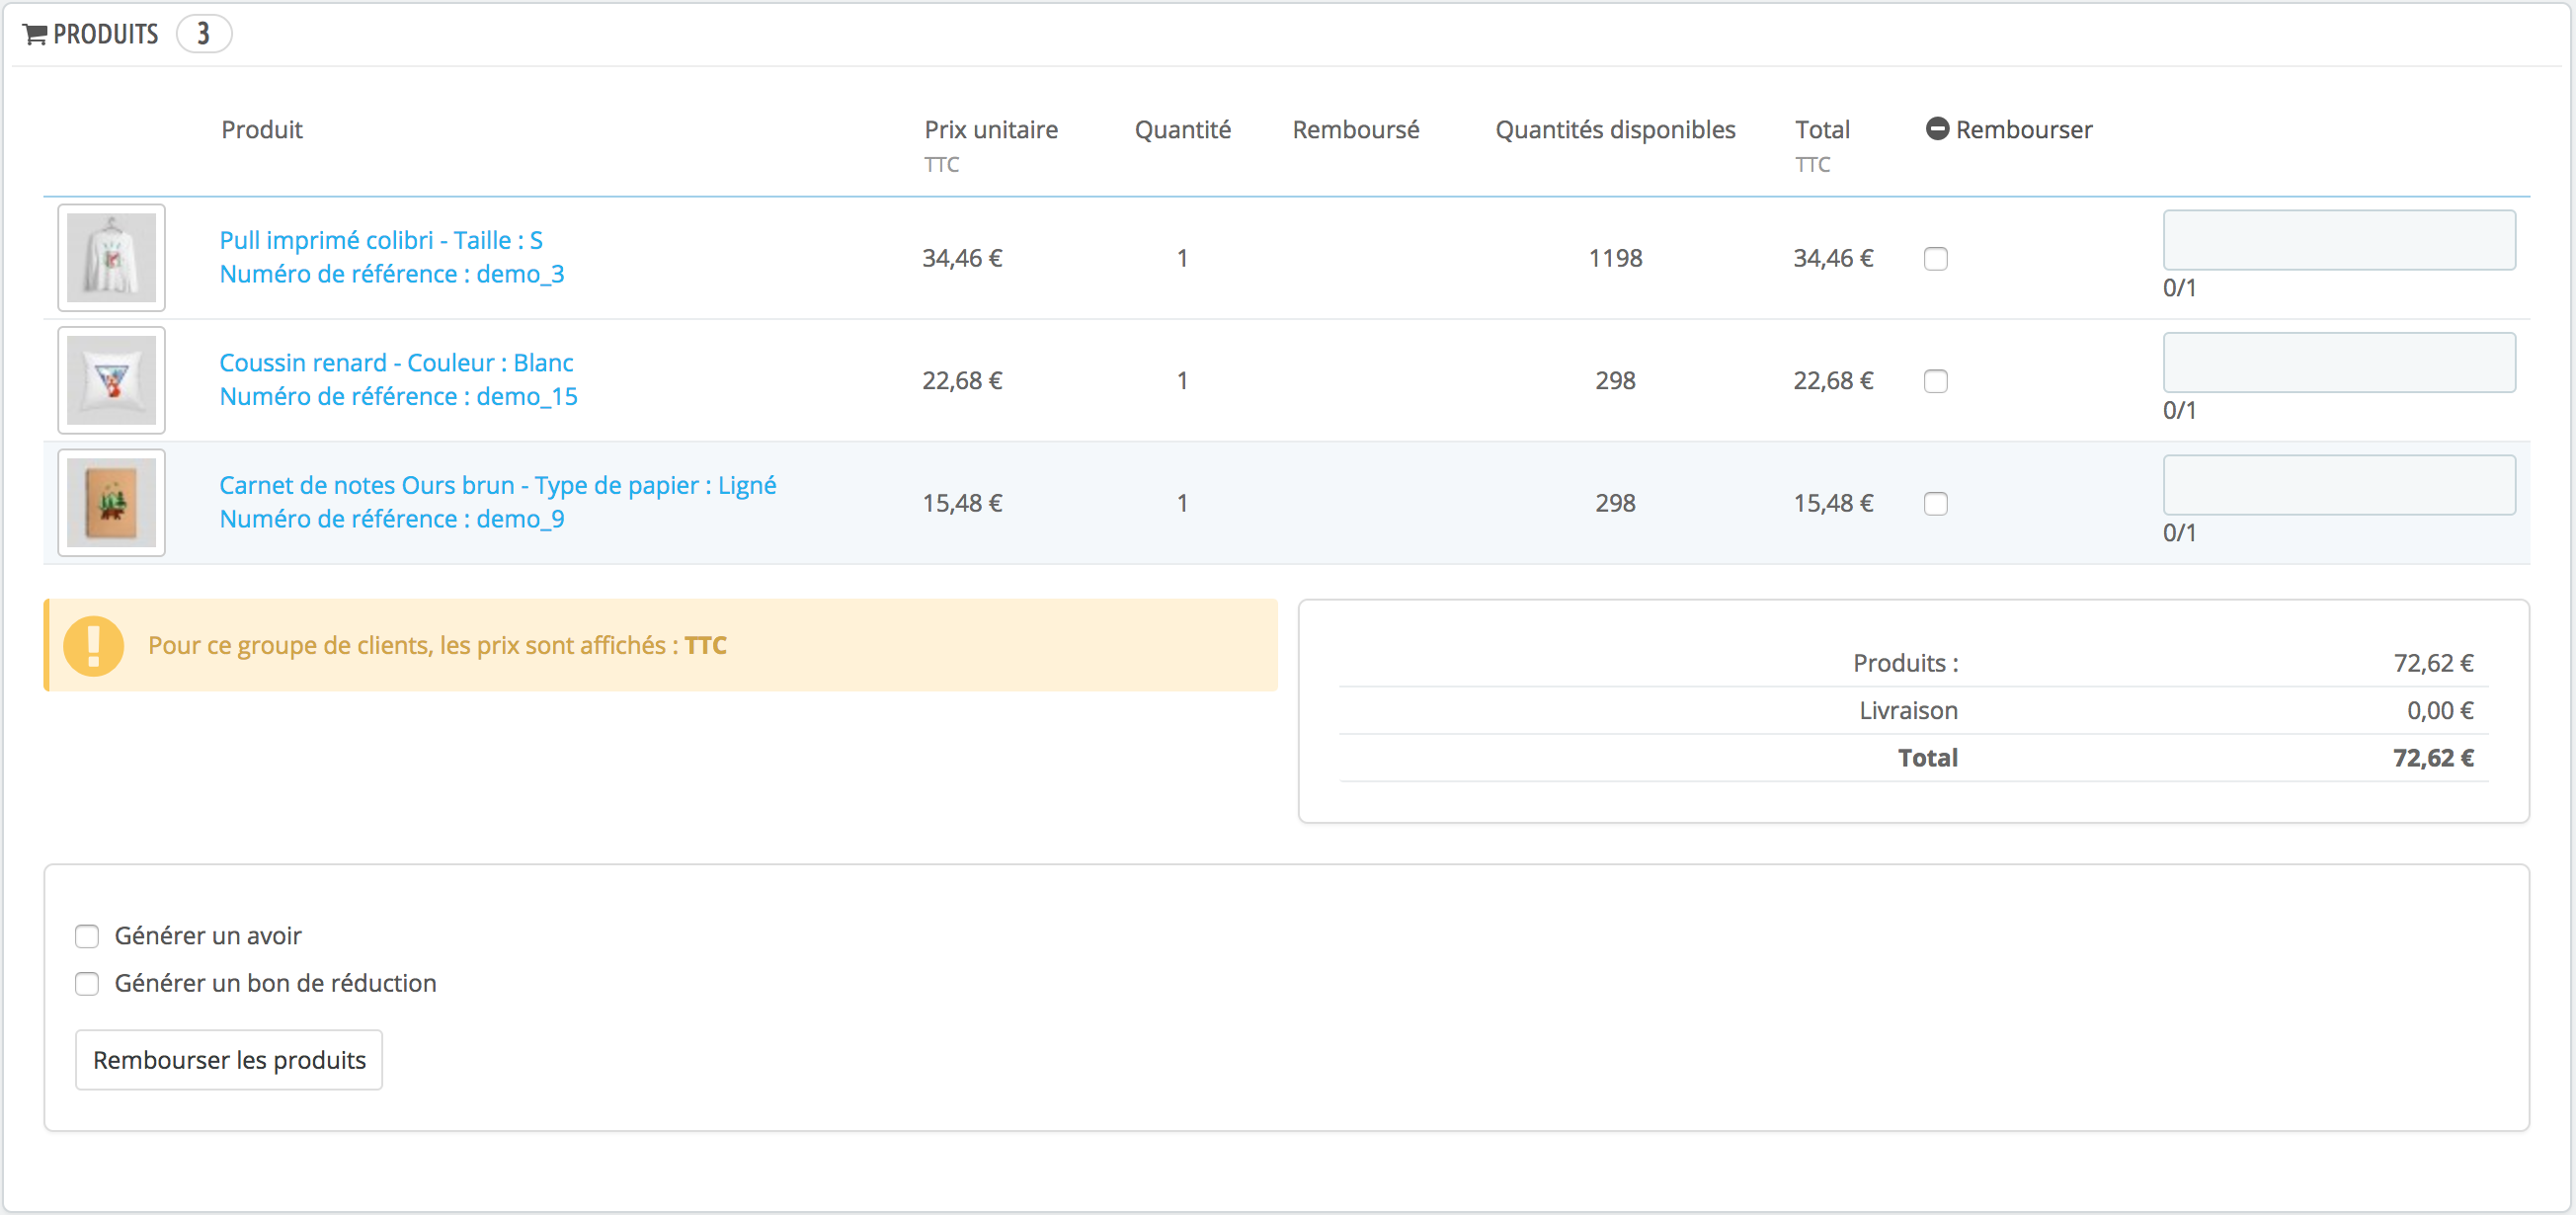 PRODUITS 3
Produit Prix unitaire Quantité Remboursé Quantités disponibles Total Rembourser
TTC TTC
Pull imprimé colibri - Taille : S
Numéro de référence : demo_3
34,46 € 1 1198 34,46 €
0/1
Coussin renard - Couleur : Blanc
Numéro de référence : demo_15
22,68 € 1 298 22,68 €
0/1
Carnet de notes Ours brun - Type de papier : Ligné
Numéro de référence : demo_9
15,48 € 1 298 15,48 €
0/1
Pour ce groupe de clients, les prix sont affichés : TTC
Produits : 72,62 €
Livraison 0,00 €
Total 72,62 €
Générer un avoir
Générer un bon de réduction
Rembourser les produits